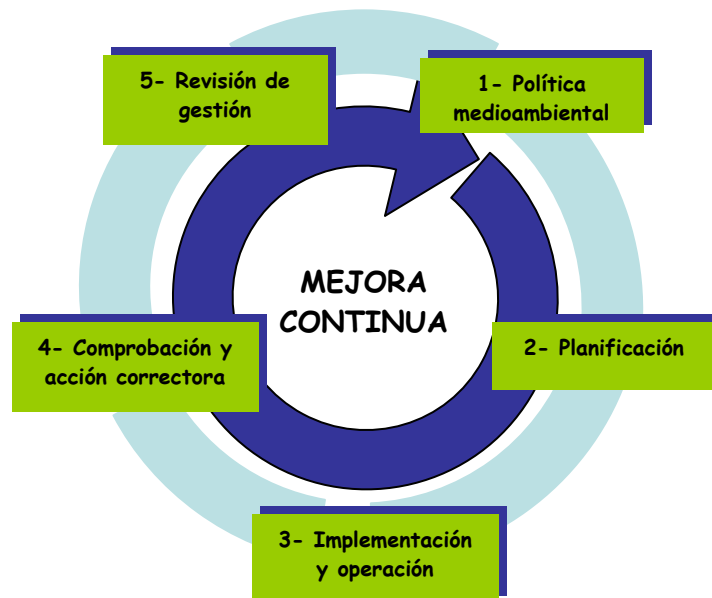 1- Política
medioambiental
2- Planificación
3- Implementación
y operación
4- Comprobación y
acción correctora
5- Revisión de
gestión
MEJORA
CONTINUA